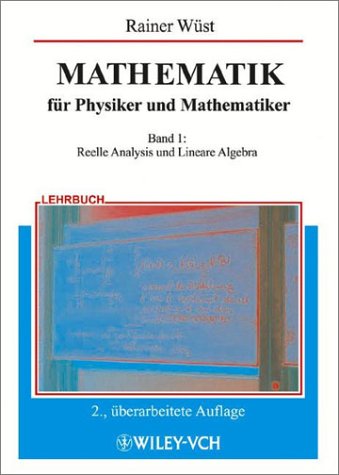 Rainer Wüst
MATHEMATIK
für Physiker und Mathematiker
Band 1:
Reelle Analysis und Lineare Algebra
LEHRBUCH
2., überarbeitete Auflage
WILEY-VCH